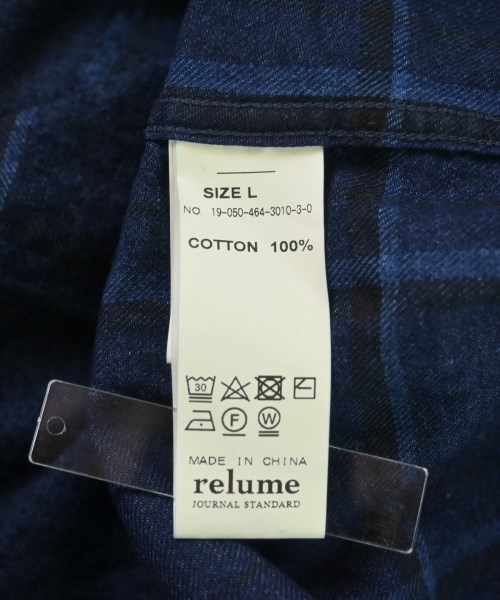 SIZE L
NO. 19-050-464-3010-3-0
COTTON 100%
30
F W
MADE IN CHINA
relume
JOURNAL STANDARD